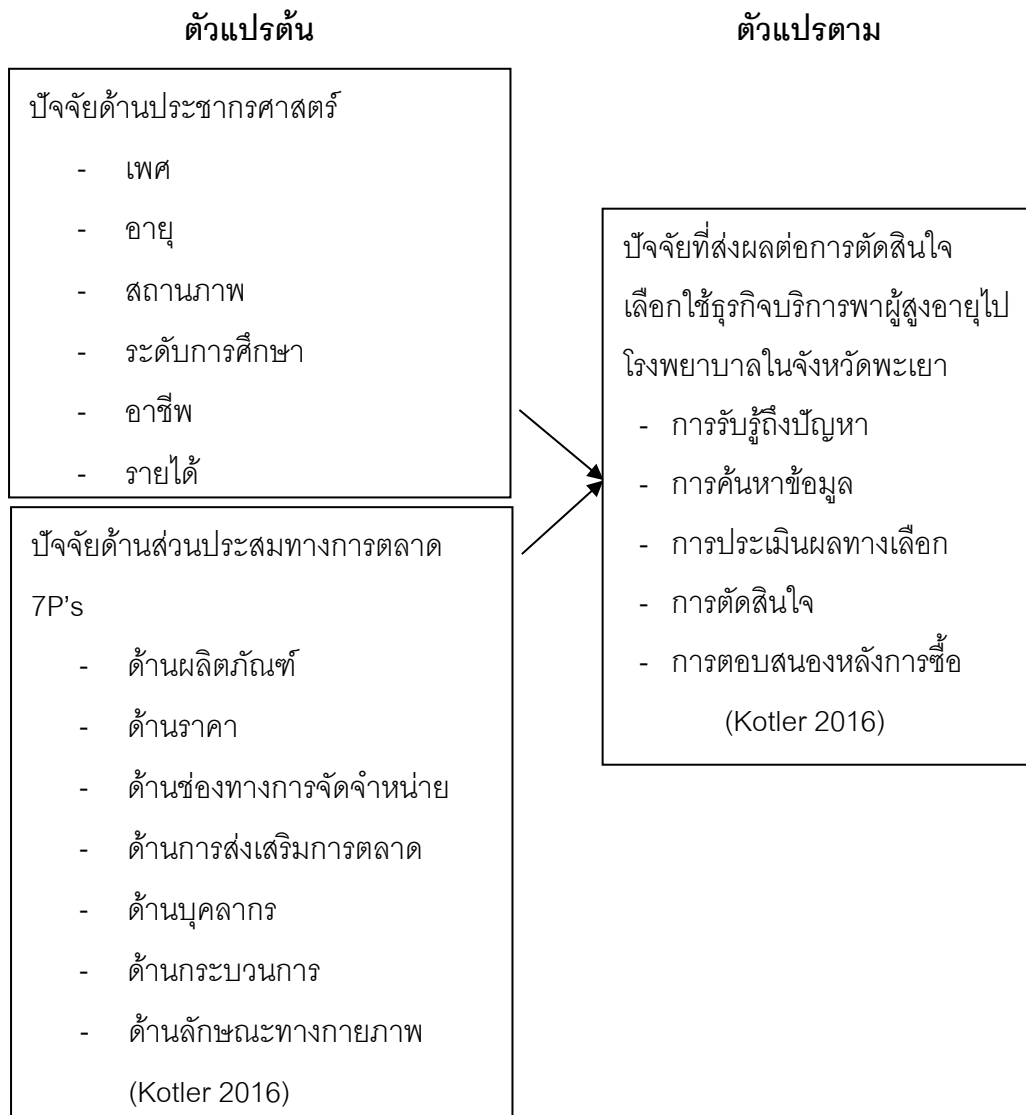 ตัวแปรต้น
ตัวแปรตาม
ปัจจัยด้านประชากรศาสตร์
- เพศ
- อายุ
- สถานภาพ
- ระดับการศึกษา
- อาชีพ
- รายได้
ปัจจัยด้านส่วนประสมทางการตลาด
7P's
- ด้านผลิตภัณฑ์
- ด้านราคา
- ด้านช่องทางการจัดจำหน่าย
- ด้านการส่งเสริมการตลาด
- ด้านบุคลากร
- ด้านกระบวนการ
- ด้านลักษณะทางกายภาพ
(Kotler 2016)
ปัจจัยที่ส่งผลต่อการตัดสินใจ
เลือกใช้ธุรกิจบริการพาผู้สูงอายุไป
โรงพยาบาลในจังหวัดพะเยา
- การรับรู้ถึงปัญหา
- การค้นหาข้อมูล
- การประเมินผลทางเลือก
- การตัดสินใจ
- การตอบสนองหลังการซื้อ
(Kotler 2016)